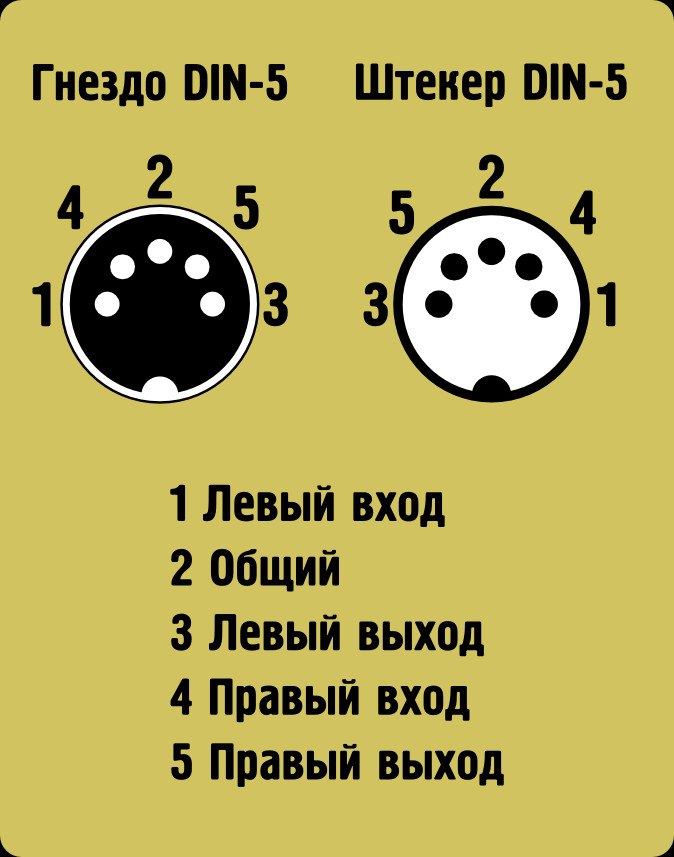 Гнездо DIN-5 Штекер DIN-5
2 2
4 5 5 4
1 3 3 1
1 Левый вход
2 Общий
3 Левый выход
4 Правый вход
5 Правый выход